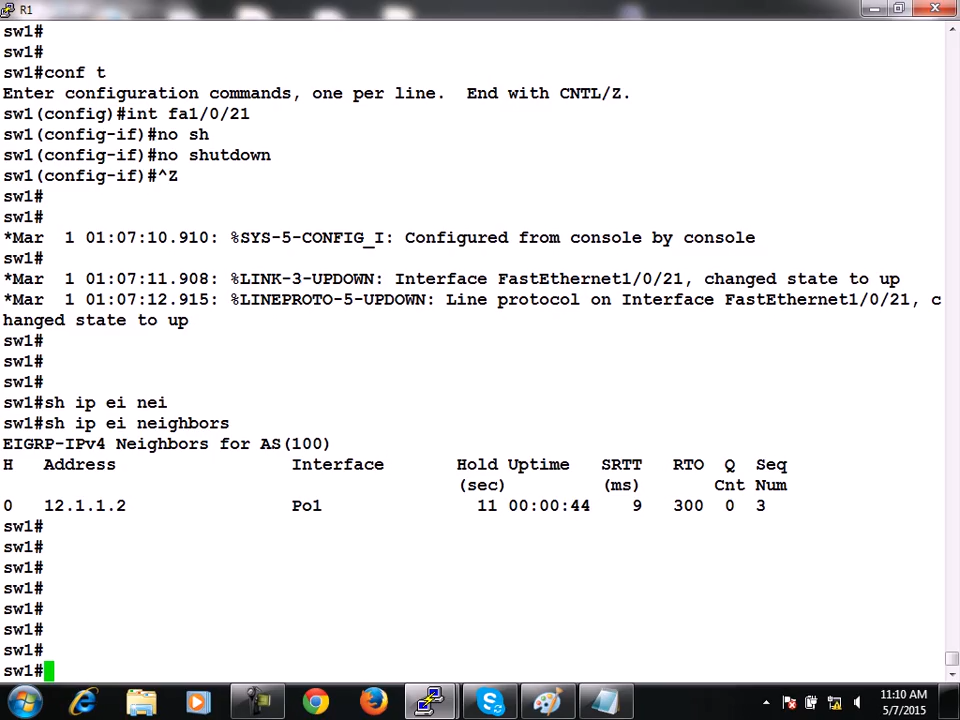 R1
sw1#
sw1#
sw1#conf t
Enter configuration commands, one per line.  End with CNTL/Z.
sw1(config)#int fa1/0/21
sw1(config-if)#no sh
sw1(config-if)#no shutdown
sw1(config-if)#^Z
sw1#
sw1#
*Mar  1 01:07:10.910: %SYS-5-CONFIG_I: Configured from console by console
sw1#
*Mar  1 01:07:11.908: %LINK-3-UPDOWN: Interface FastEthernet1/0/21, changed state to up
*Mar  1 01:07:12.915: %LINEPROTO-5-UPDOWN: Line protocol on Interface FastEthernet1/0/21, c
hanged state to up
sw1#
sw1#
sw1#
sw1#sh ip ei nei
sw1#sh ip ei neighbors
EIGRP-IPv4 Neighbors for AS(100)
H   Address                 Interface       Hold Uptime   SRTT   RTO  Q  Seq
                                            (sec)         (ms)       Cnt Num
0   12.1.1.2                Po1               11 00:00:44    9   300  0  3
sw1#
sw1#
sw1#
sw1#
sw1#
sw1#
sw1#
sw1#
11:10 AM
5/7/2015